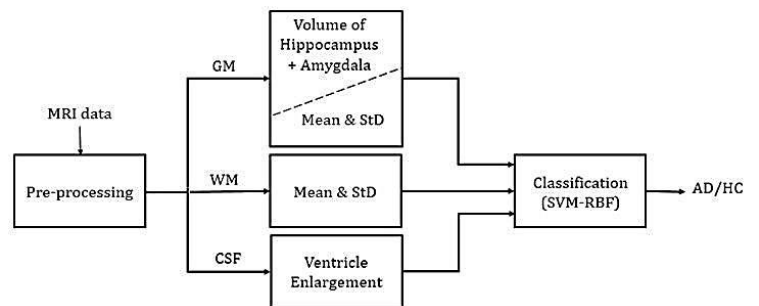 MRI data
Pre-processing
GM
WM
CSF
Volume of
Hippocampus
+ Amygdala
Mean & StD
Mean & StD
Ventricle
Enlargement
Classification
(SVM-RBF)
AD/HC